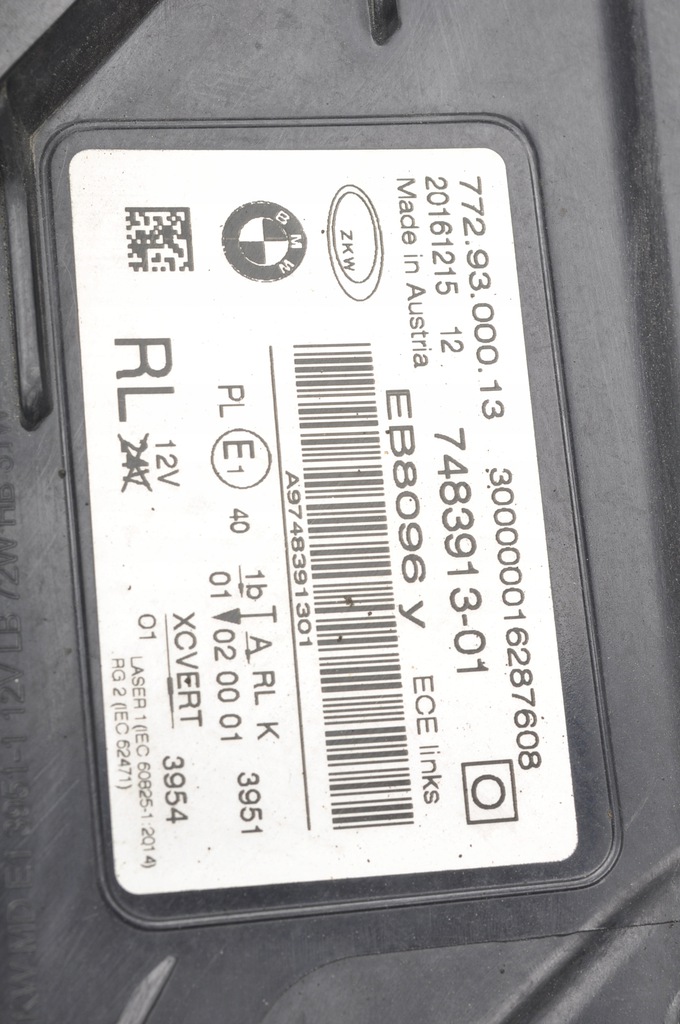 772.93.000.13 3000000016287608
20161215 12 7483913-01
Made in Austria EB8096 y ECE links
ZKW
BMW
A9748391301
PL E1 40 1b T A RL K 3951
01 02 00 01
RL 12V XCVERT 3954
24V 01 LASER 1 (IEC 60825-1:2014)
RG 2 (IEC 62471)